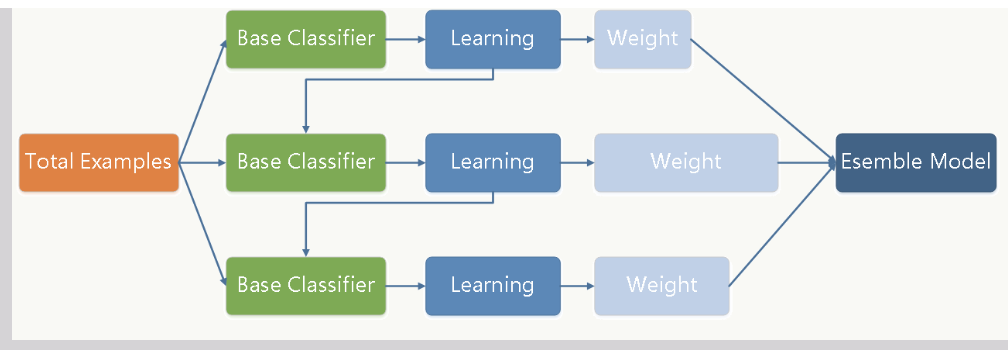 Base Classifier
Learning
Weight
Total Examples
Base Classifier
Learning
Weight
Esemble Model
Base Classifier
Learning
Weight